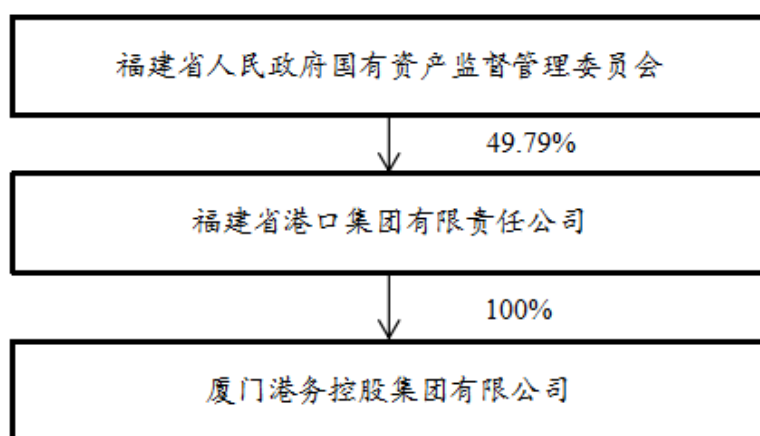 福建省人民政府国有资产监督管理委员会
49.79%
福建省港口集团有限责任公司
100%
厦门港务控股集团有限公司